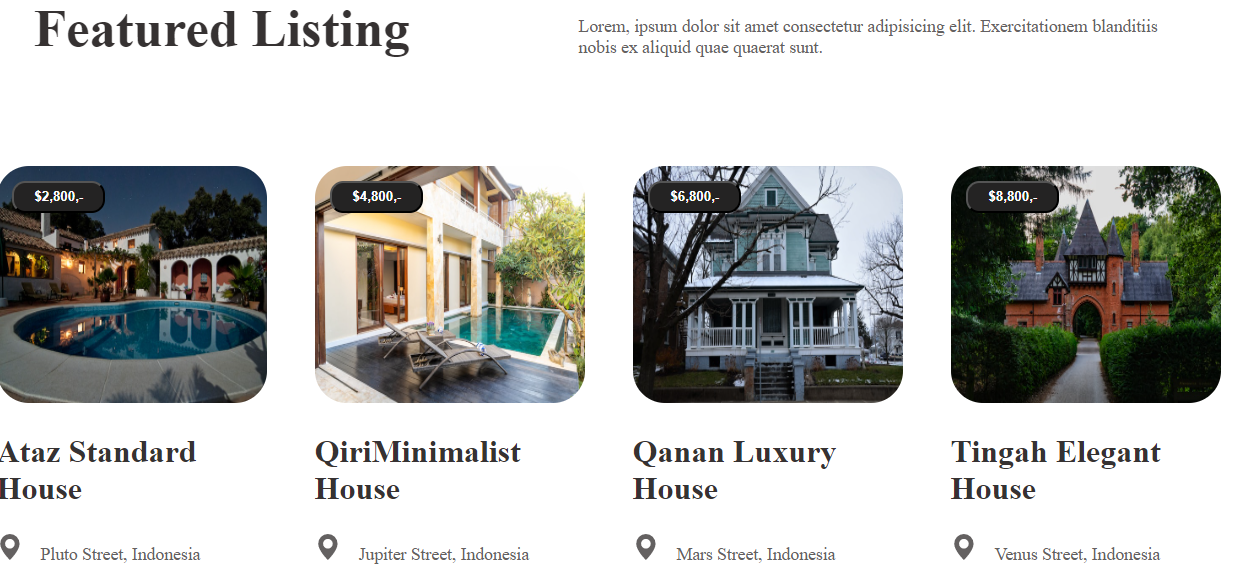 Featured Listing
Lorem, ipsum dolor sit amet consectetur adipisicing elit. Exercitationem blanditiis
nobis ex aliquid quae quaerat sunt.
$2,800,-
$4,800,-
$6,800,-
$8,800,-
Ataz Standard
House
QiriMinimalist
House
Qanan Luxury
House
Tingah Elegant
House
Pluto Street, Indonesia
Jupiter Street, Indonesia
Mars Street, Indonesia
Venus Street, Indonesia